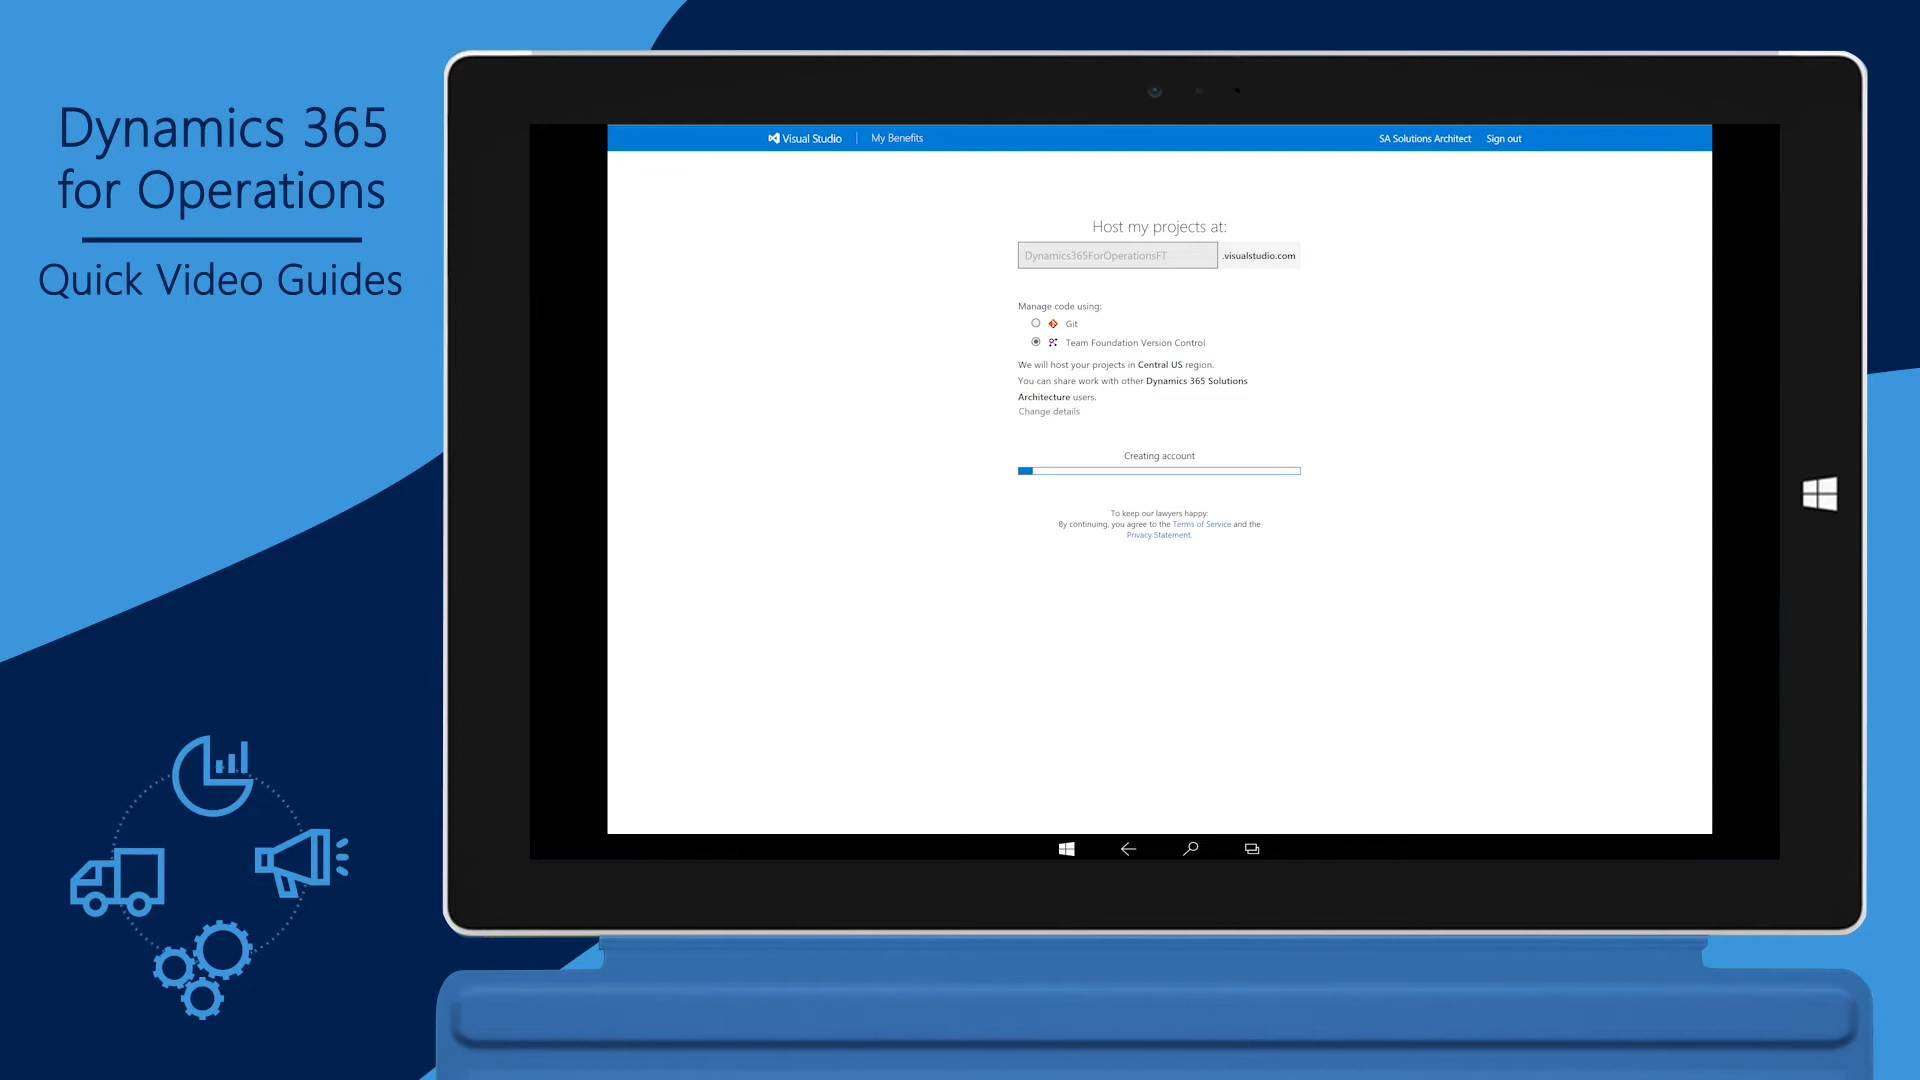 Dynamics 365
for Operations
Quick Video Guides
Visual Studio | My Benefits
SA Solutions Architect Sign out
Host my projects at:
Dynamics365ForOperationsFT .visualstudio.com
Manage code using:
Git
Team Foundation Version Control
We will host your projects in Central US region.
You can share work with other Dynamics 365 Solutions
Architecture users.
Change details
Creating account
To keep our lawyers happy:
By continuing, you agree to the Terms of Service and the
Privacy Statement.